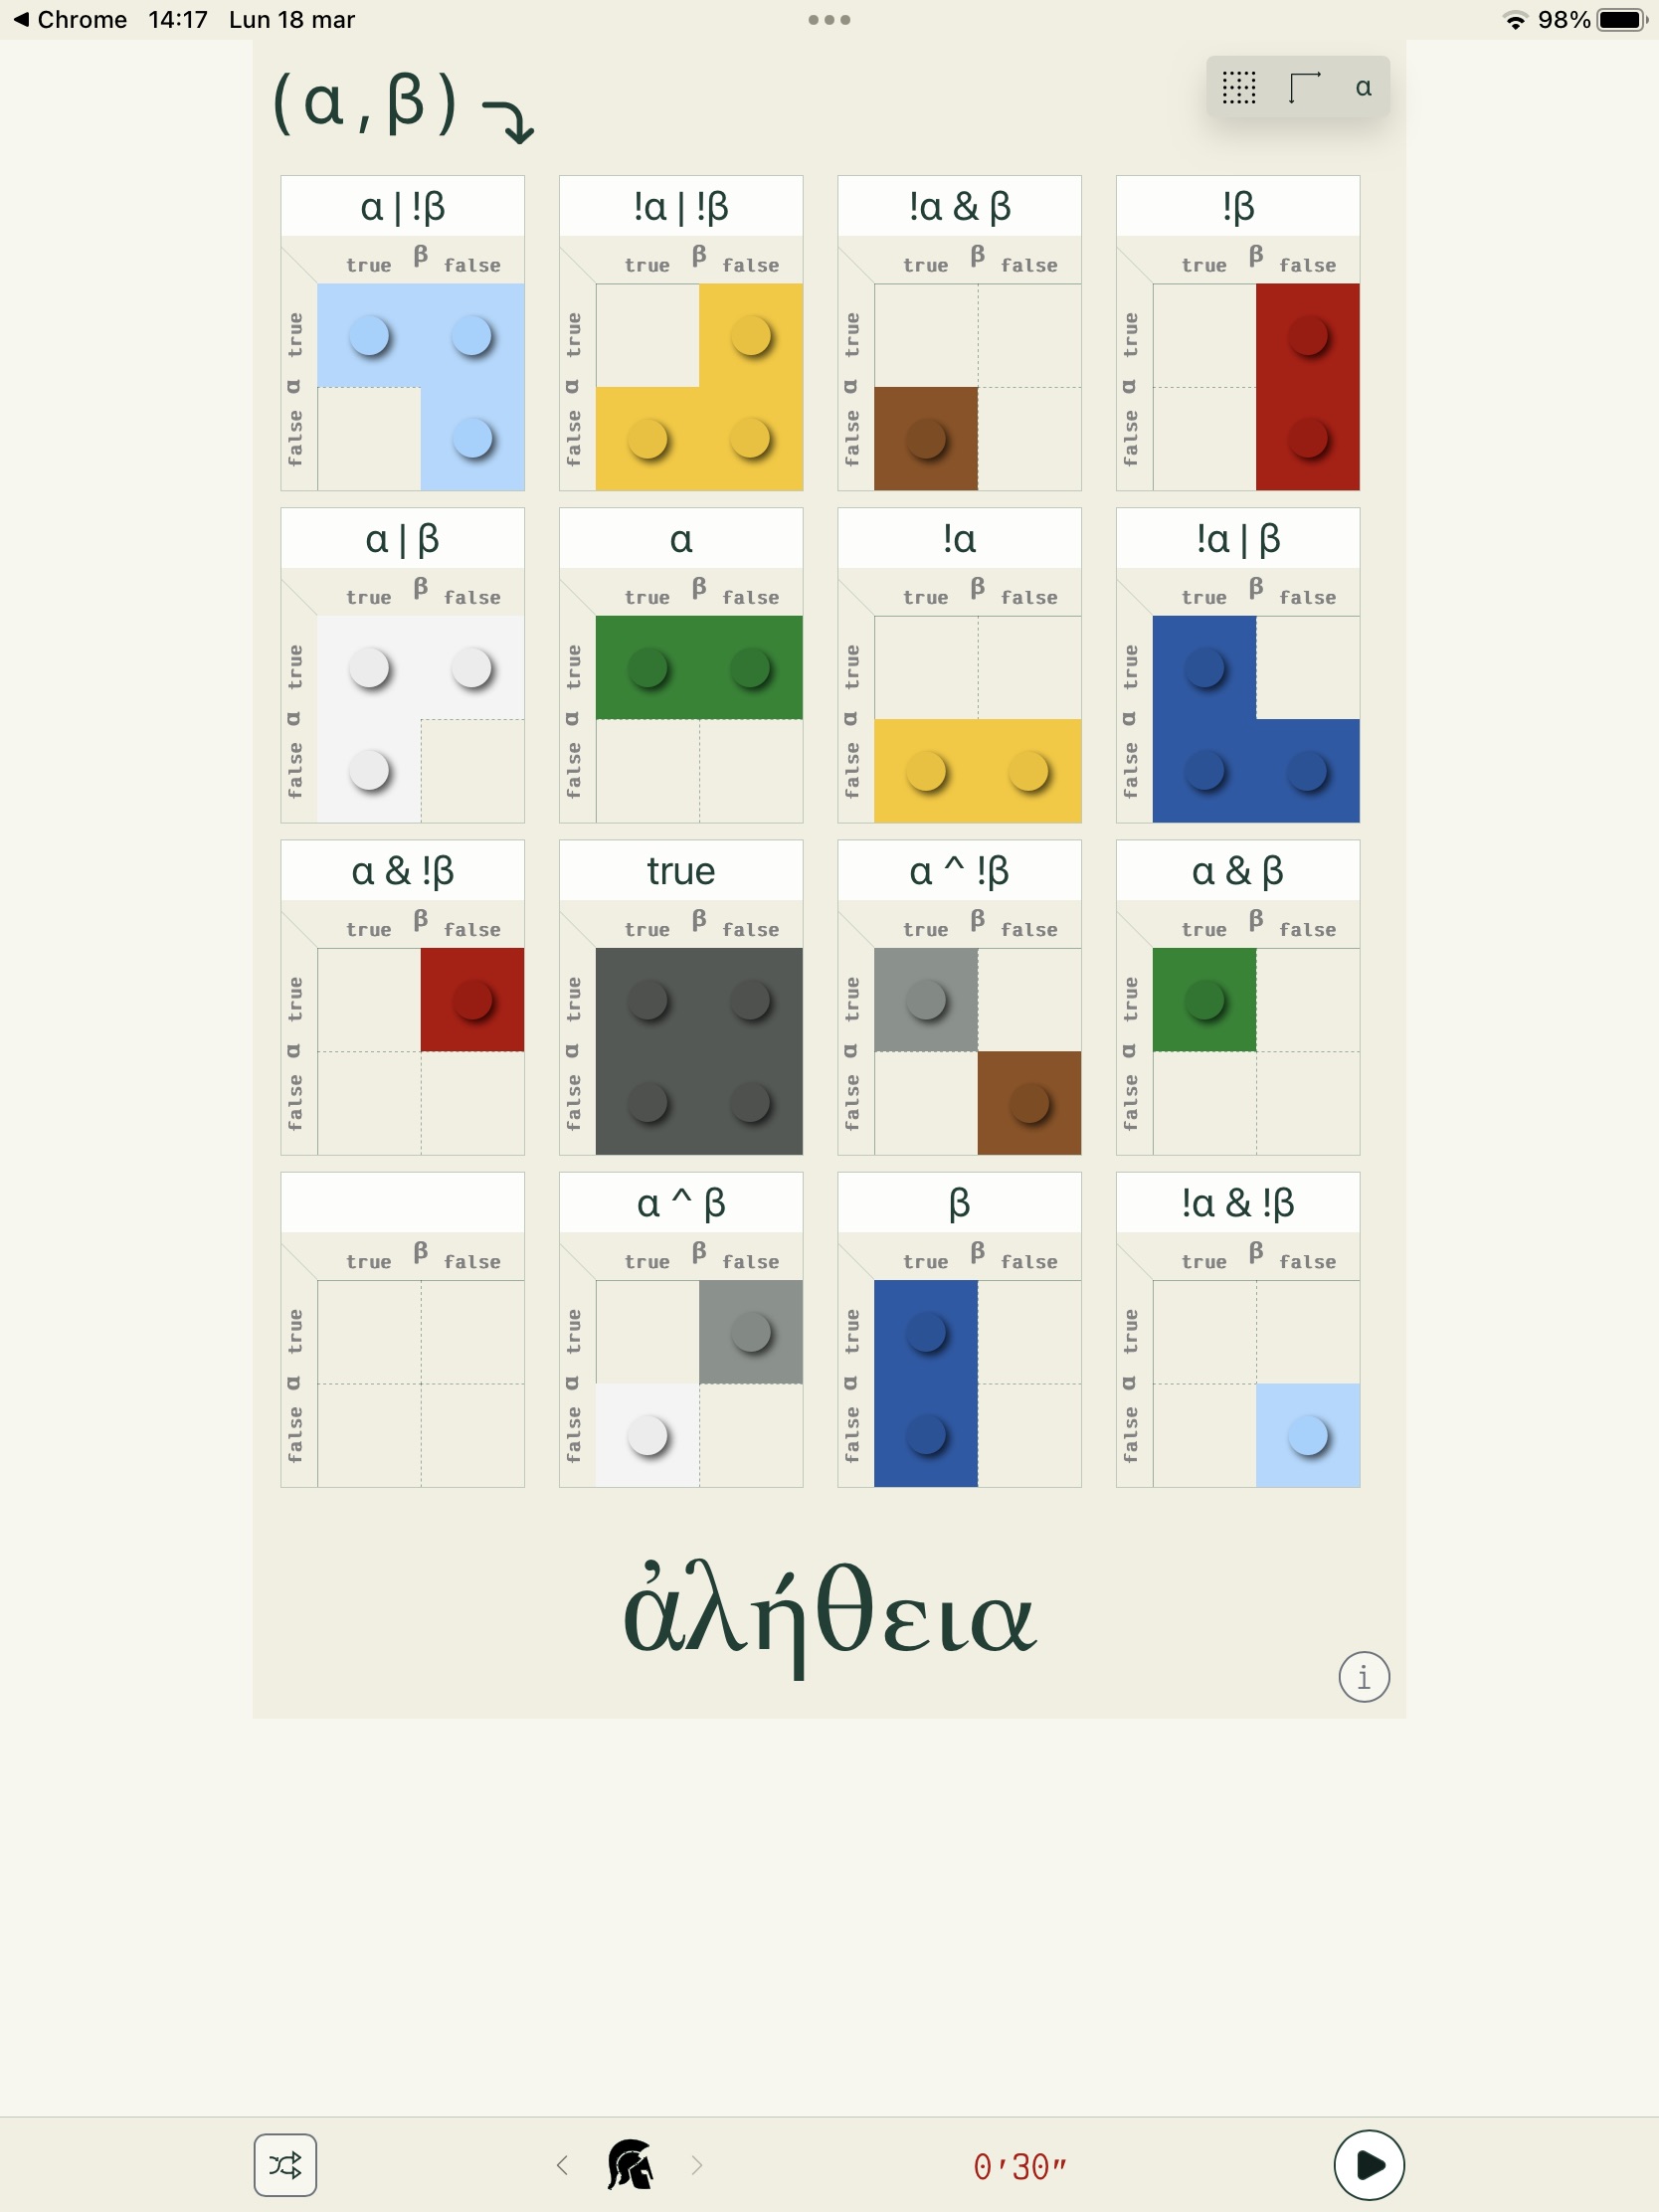 ◀ Chrome 14:17 Lun 18 mar 98%
(α,β)
α
α | !β !α | !β !α & β !β
true β false true β false true β false true β false
true α false true α false true α false true α false
α | β α !α !α | β
true β false true β false true β false true β false
true α false true α false true α false true α false
α & !β true α ^ !β α & β
true β false true β false true β false true β false
true α false true α false true α false true α false
α ^ β β !α & !β
true β false true β false true β false true β false
true α false true α false true α false true α false
ἀλήθεια
i
0′30″